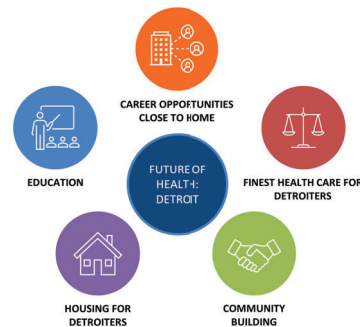 CAREER OPPORTUNITIES
CLOSE TO HOME
EDUCATION
FINEST HEALTH CARE FOR
DETROITERS
FUTURE OF
HEALTH:
DETROIT
HOUSING FOR
DETROITERS
COMMUNITY
BUILDING